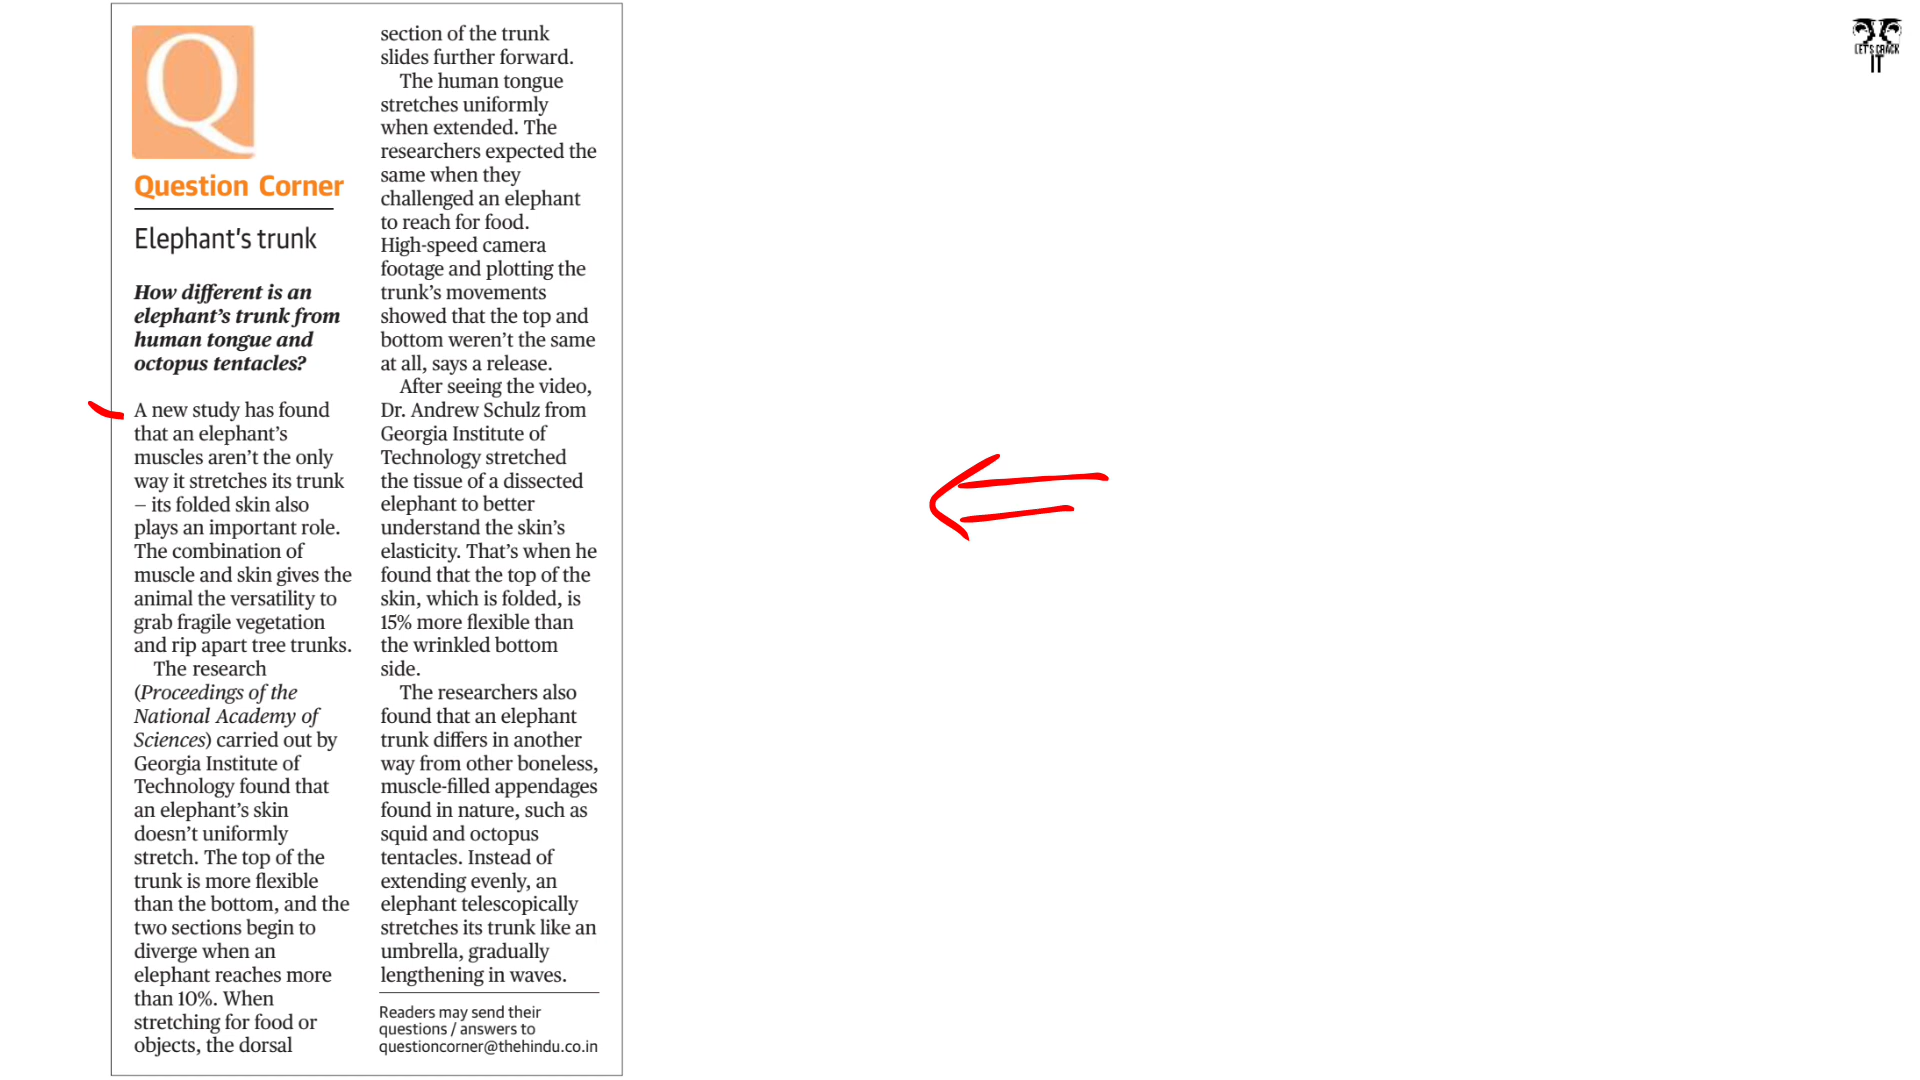 Q
Question Corner
Elephant's trunk
How different is an
elephant's trunk from
human tongue and
octopus tentacles?
A new study has found
that an elephant's
muscles aren't the only
way it stretches its trunk
– its folded skin also
plays an important role.
The combination of
muscle and skin gives the
animal the versatility to
grab fragile vegetation
and rip apart tree trunks.
The research
(Proceedings of the
National Academy of
Sciences) carried out by
Georgia Institute of
Technology found that
an elephant's skin
doesn't uniformly
stretch. The top of the
trunk is more flexible
than the bottom, and the
two sections begin to
diverge when an
elephant reaches more
than 10%. When
stretching for food or
objects, the dorsal
section of the trunk
slides further forward.
The human tongue
stretches uniformly
when extended. The
researchers expected the
same when they
challenged an elephant
to reach for food.
High-speed camera
footage and plotting the
trunk's movements
showed that the top and
bottom weren't the same
at all, says a release.
After seeing the video,
Dr. Andrew Schulz from
Georgia Institute of
Technology stretched
the tissue of a dissected
elephant to better
understand the skin's
elasticity. That's when he
found that the top of the
skin, which is folded, is
15% more flexible than
the wrinkled bottom
side.
The researchers also
found that an elephant
trunk differs in another
way from other boneless,
muscle-filled appendages
found in nature, such as
squid and octopus
tentacles. Instead of
extending evenly, an
elephant telescopically
stretches its trunk like an
umbrella, gradually
lengthening in waves.
Readers may send their
questions / answers to
questioncorner@thehindu.co.in
LET'S CRACK
IT